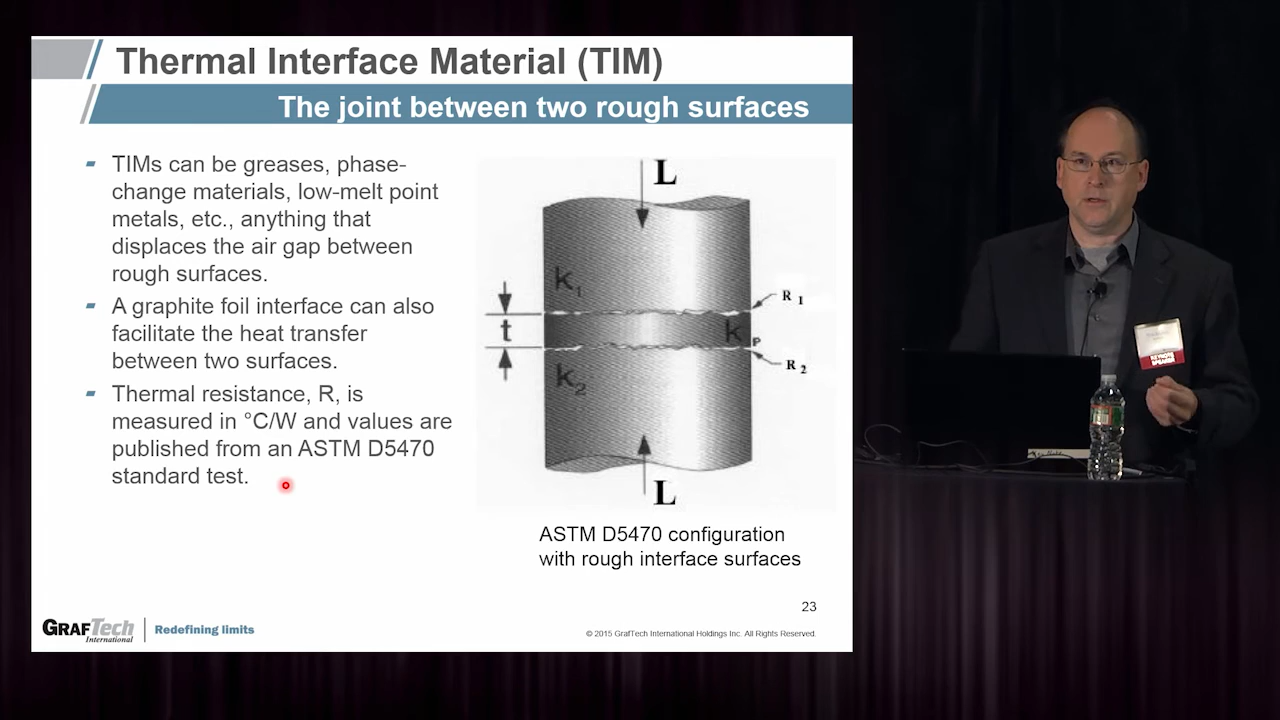 Thermal Interface Material (TIM)
The joint between two rough surfaces
TIMs can be greases, phase-
change materials, low-melt point
metals, etc., anything that
displaces the air gap between
rough surfaces.
A graphite foil interface can also
facilitate the heat transfer
between two surfaces.
Thermal resistance, R, is
measured in °C/W and values are
published from an ASTM D5470
standard test.
L
k1
R 1
t
k P
R 2
k2
L
ASTM D5470 configuration
with rough interface surfaces
23
GRAFTech
International
Redefining limits
© 2015 GrafTech International Holdings Inc. All Rights Reserved.
KEYNOTE
SPEAKER